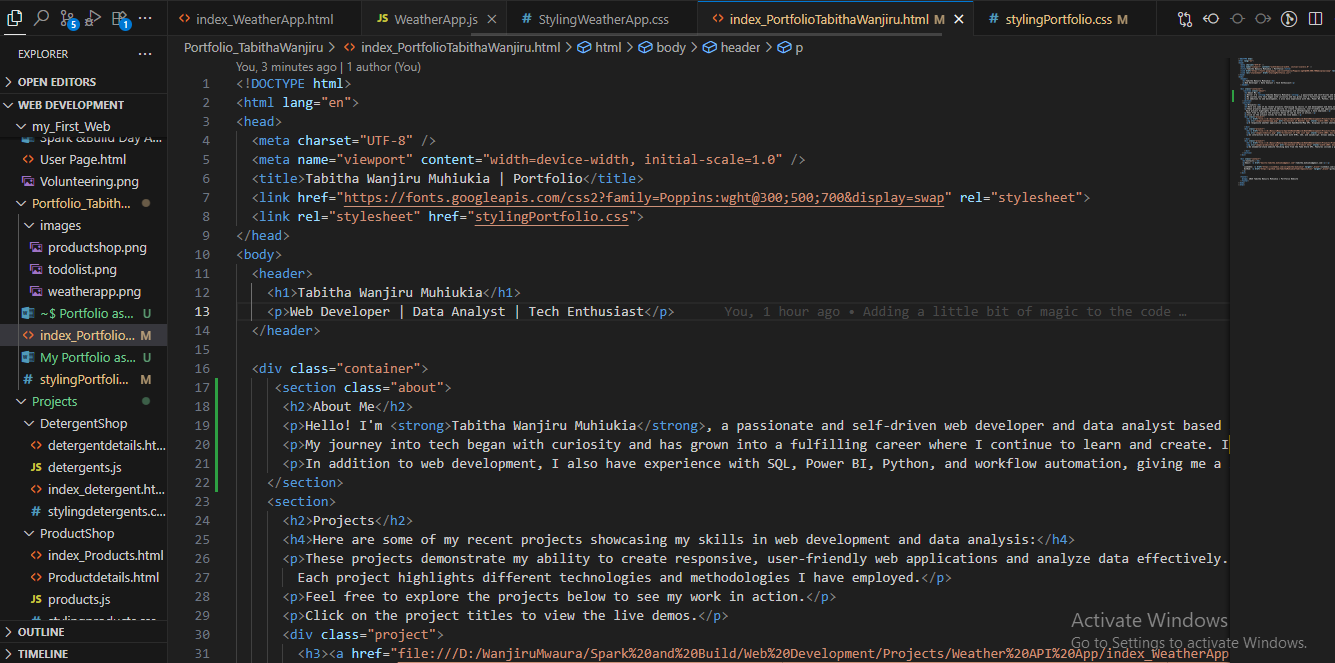 index_WeatherApp.html
JS WeatherApp.js
# StylingWeatherApp.css
index_PortfolioTabithaWanjiru.html M
# stylingPortfolio.css M
5
1
EXPLORER
OPEN EDITORS
WEB DEVELOPMENT
my_First_Web
Spark &Build Day A...
User Page.html
Volunteering.png
Portfolio_Tabith...
images
productshop.png
todolist.png
weatherapp.png
~$ Portfolio as... U
index_Portfolio... M
My Portfolio as... U
# stylingPortfoli... M
Projects
DetergentShop
detergentdetails.ht...
JS detergents.js
index_detergent.ht...
# stylingdetergents.c...
ProductShop
index_Products.html
Productdetails.html
JS products.js
# stylingproducts.css
OUTLINE
TIMELINE
Portfolio_TabithaWanjiru > index_PortfolioTabithaWanjiru.html > html > body > header > p
You, 3 minutes ago | 1 author (You)
1 <!DOCTYPE html>
2 <html lang="en">
3 <head>
4 <meta charset="UTF-8" />
5 <meta name="viewport" content="width=device-width, initial-scale=1.0" />
6 <title>Tabitha Wanjiru Muhiukia | Portfolio</title>
7 <link href="https://fonts.googleapis.com/css2?family=Poppins:wght@300;500;700&display=swap" rel="stylesheet">
8 <link rel="stylesheet" href="stylingPortfolio.css">
9 </head>
10 <body>
11 <header>
12 <h1>Tabitha Wanjiru Muhiukia</h1>
13 <p>Web Developer | Data Analyst | Tech Enthusiast</p> You, 1 hour ago • Adding a little bit of magic to the code …
14 </header>
15
16 <div class="container">
17 <section class="about">
18 <h2>About Me</h2>
19 <p>Hello! I'm <strong>Tabitha Wanjiru Muhiukia</strong>, a passionate and self-driven web developer and data analyst based
20 <p>My journey into tech began with curiosity and has grown into a fulfilling career where I continue to learn and create. I
21 <p>In addition to web development, I also have experience with SQL, Power BI, Python, and workflow automation, giving me a
22 </section>
23 <section>
24 <h2>Projects</h2>
25 <h4>Here are some of my recent projects showcasing my skills in web development and data analysis:</h4>
26 <p>These projects demonstrate my ability to create responsive, user-friendly web applications and analyze data effectively.
27 Each project highlights different technologies and methodologies I have employed.</p>
28 <p>Feel free to explore the projects below to see my work in action.</p>
29 <p>Click on the project titles to view the live demos.</p>
30 <div class="project">
31 <h3><a href="file:///D:/WanjiruMwaura/Spark%20and%20Build/Web%20Development/Projects/Weather%20API%20App/index_WeatherApp
Activate Windows
Go to Settings to activate Windows.